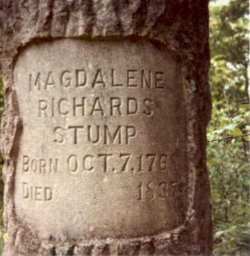 MAGDALENE
RICHARDS
STUMP
BORN OCT. 7, 
DIED